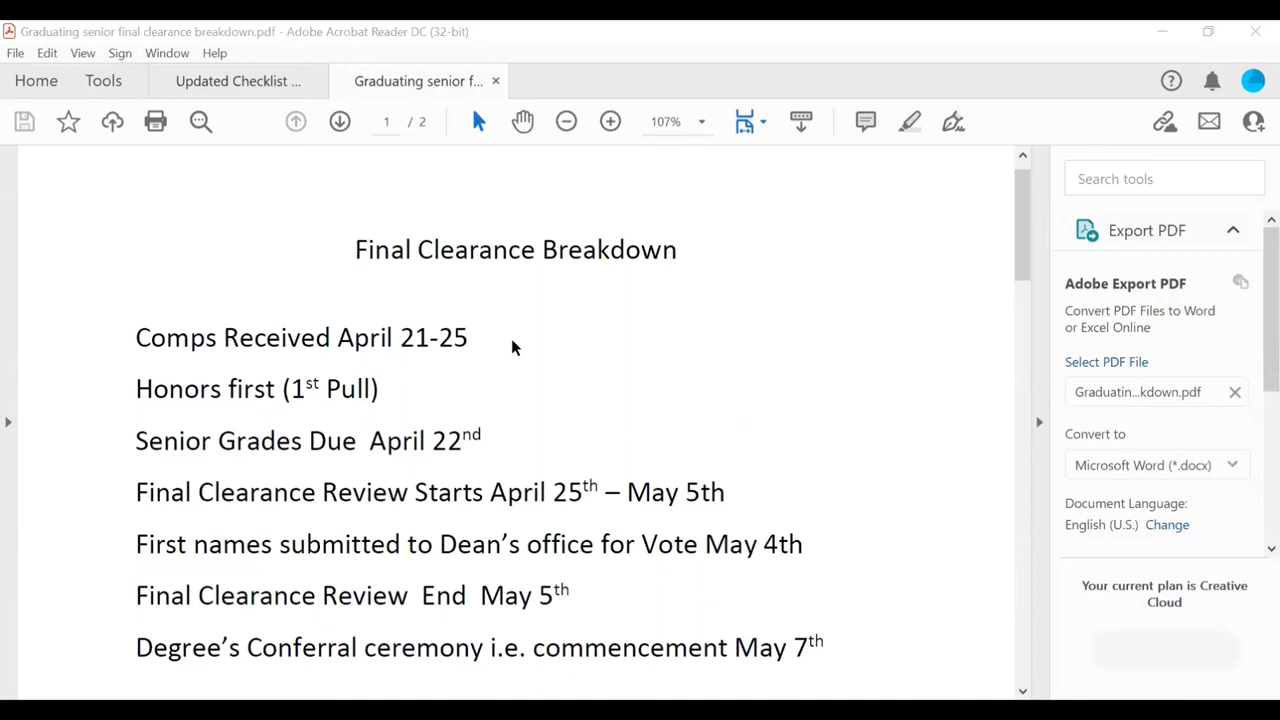 Graduating senior final clearance breakdown.pdf - Adobe Acrobat Reader DC (32-bit)
File Edit View Sign Window Help
Home Tools Updated Checklist ... Graduating senior f... ×
1 / 2 107%
Search tools
Export PDF
Adobe Export PDF
Convert PDF Files to Word
or Excel Online
Select PDF File
Graduatin...kdown.pdf
Convert to
Microsoft Word (*.docx)
Document Language:
English (U.S.) Change
Your current plan is Creative
Cloud
Final Clearance Breakdown
Comps Received April 21-25
Honors first (1st Pull)
Senior Grades Due April 22nd
Final Clearance Review Starts April 25th – May 5th
First names submitted to Dean's office for Vote May 4th
Final Clearance Review End May 5th
Degree's Conferral ceremony i.e. commencement May 7th